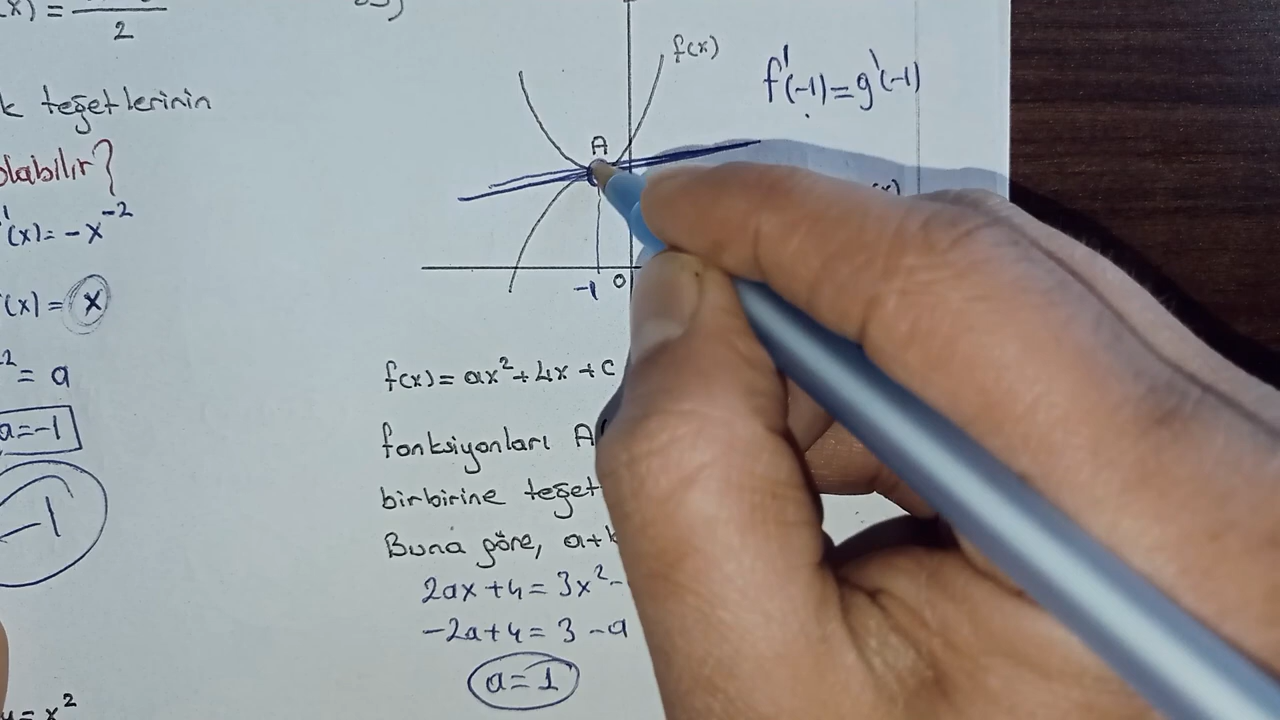 2
k teğetlerinin
olabilir?
'(x) = -x^-2
'(x) = x
2 = a
a=-1
-1
y = x^2
f(x)
f'(-1) = g'(-1)
A
-1 0
f(x) = ax^2 + 4x + c
fonksiyonları A
birbirine teğet
Buna göre, a+
2ax + 4 = 3x^2 -
-2a + 4 = 3 - a
a = 1